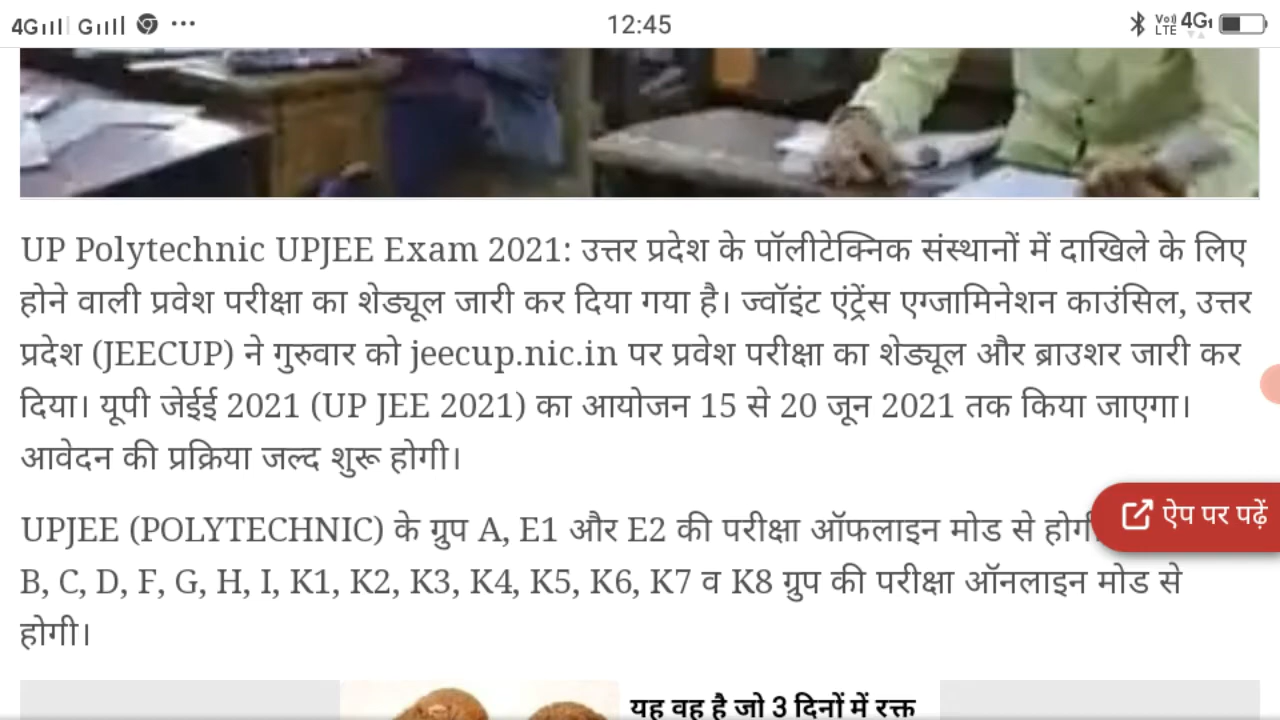 4G G ...
12:45
Vo) LTE 4G
UP Polytechnic UPJEE Exam 2021: उत्तर प्रदेश के पॉलीटेक्निक संस्थानों में दाखिले के लिए
होने वाली प्रवेश परीक्षा का शेड्यूल जारी कर दिया गया है। ज्वॉइंट एंट्रेंस एग्जामिनेशन काउंसिल, उत्तर
प्रदेश (JEECUP) ने गुरुवार को jeecup.nic.in पर प्रवेश परीक्षा का शेड्यूल और ब्राउशर जारी कर
दिया। यूपी जेईई 2021 (UP JEE 2021) का आयोजन 15 से 20 जून 2021 तक किया जाएगा।
आवेदन की प्रक्रिया जल्द शुरू होगी।
ऐप पर पढ़ें
UPJEE (POLYTECHNIC) के ग्रुप A, E1 और E2 की परीक्षा ऑफलाइन मोड से होगी
B, C, D, F, G, H, I, K1, K2, K3, K4, K5, K6, K7 व K8 ग्रुप की परीक्षा ऑनलाइन मोड से
होगी।
यह वह है जो 3 दिनों में रक्त